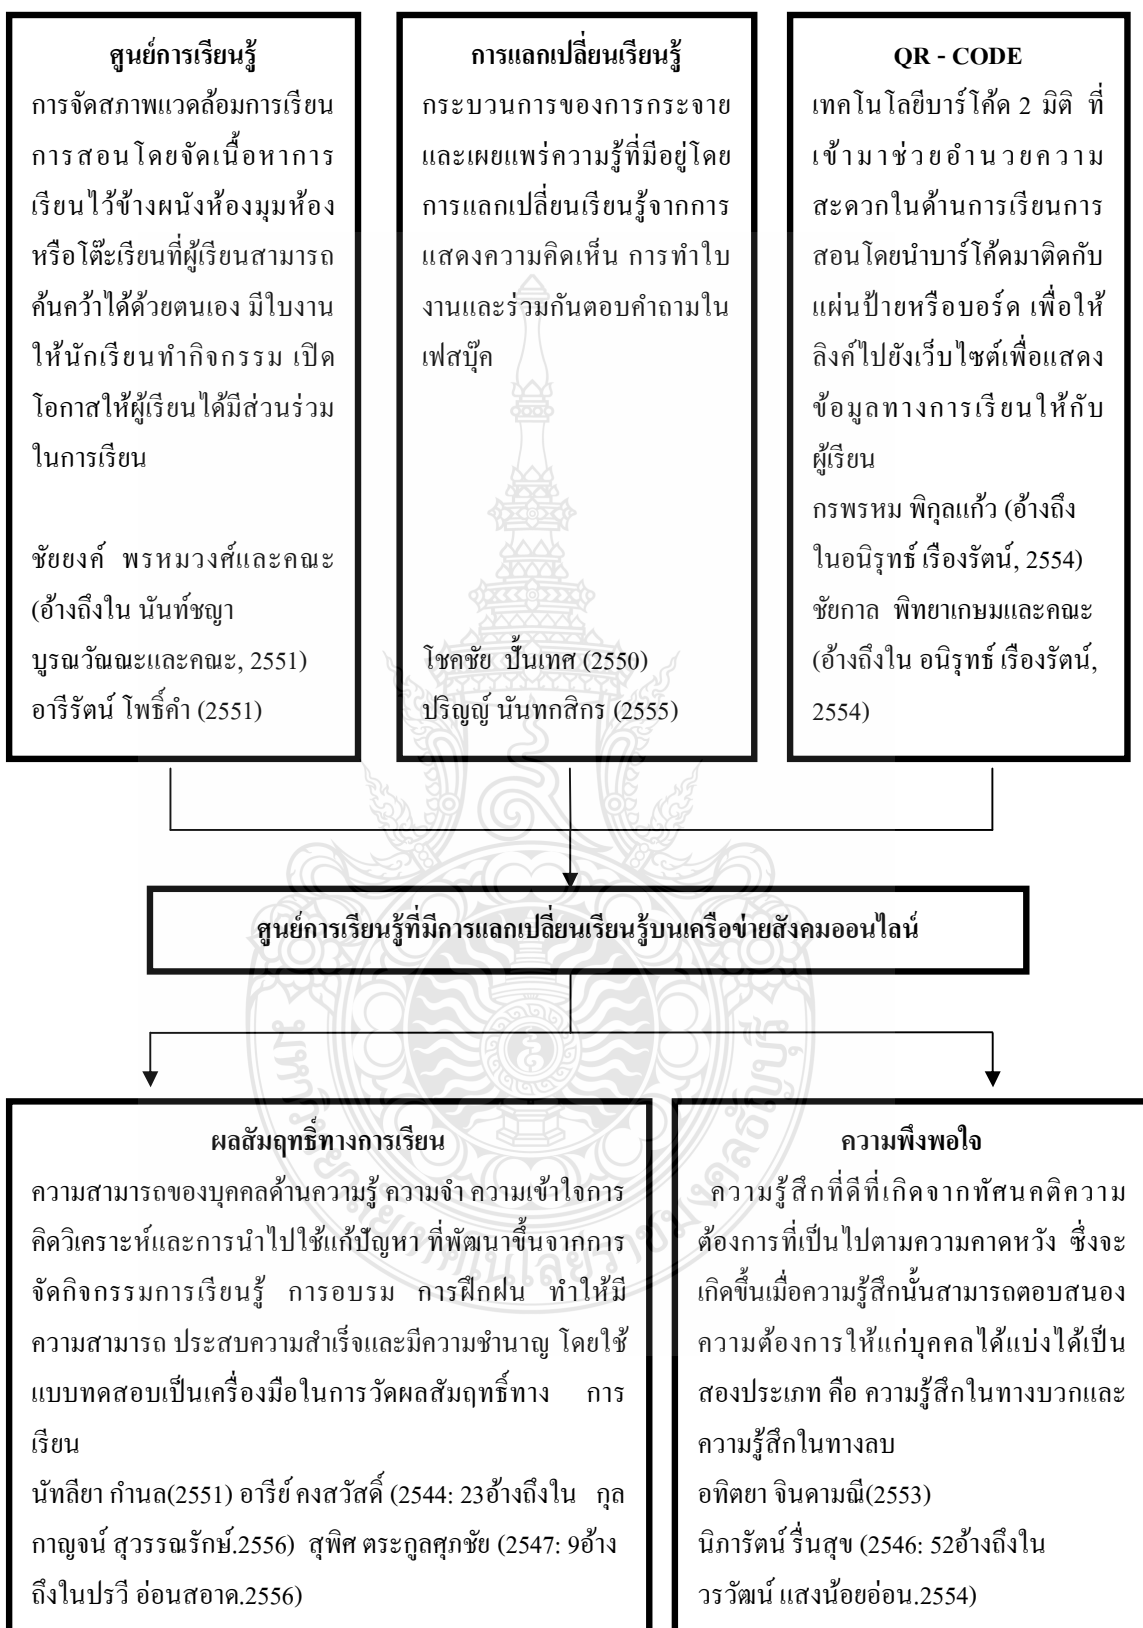 ศูนย์การเรียนรู้
การจัดสภาพแวดล้อมการเรียน
การสอนโดยจัดเนื้อหาการ
เรียนไว้ข้างผนังห้องมุมห้อง
หรือโต๊ะเรียนที่ผู้เรียนสามารถ
ค้นคว้าได้ด้วยตนเอง มีใบงาน
ให้นักเรียนทำกิจกรรม เปิด
โอกาสให้ผู้เรียนได้มีส่วนร่วม
ในการเรียน
ชัยยงค์ พรหมวงศ์และคณะ
(อ้างถึงใน นันท์ชญา
บูรณวัณณะและคณะ, 2551)
อารีรัตน์ โพธิ์คำ (2551)
การแลกเปลี่ยนเรียนรู้
กระบวนการของการกระจาย
และเผยแพร่ความรู้ที่มีอยู่โดย
การแลกเปลี่ยนเรียนรู้จากการ
แสดงความคิดเห็น การทำใบ
งานและร่วมกันตอบคำถามใน
เฟสบุ๊ค
โชคชัย ปั้นเทศ (2550)
ปริญญ์ นันทกสิกร (2555)
QR - CODE
เทคโนโลยีบาร์โค้ด 2 มิติ ที่
เข้ามาช่วยอำนวยความ
สะดวกในด้านการเรียนการ
สอนโดยนำบาร์โค้ดมาติดกับ
แผ่นป้ายหรือบอร์ด เพื่อให้
ลิงค์ไปยังเว็บไซต์เพื่อแสดง
ข้อมูลทางการเรียนให้กับ
ผู้เรียน
กรพรหม พิกุลแก้ว (อ้างถึง
ในอนิรุทธ์ เรืองรัตน์, 2554)
ชัยกาล พิทยาเกษมและคณะ
(อ้างถึงใน อนิรุทธ์ เรืองรัตน์,
2554)
ศูนย์การเรียนรู้ที่มีการแลกเปลี่ยนเรียนรู้บนเครือข่ายสังคมออนไลน์
มหาวิทยาลัยเทคโนโลยีราชมงคลธัญบุรี
ผลสัมฤทธิ์ทางการเรียน
ความสามารถของบุคคลด้านความรู้ ความจำ ความเข้าใจการ
คิดวิเคราะห์และการนำไปใช้แก้ปัญหา ที่พัฒนาขึ้นจากการ
จัดกิจกรรมการเรียนรู้ การอบรม การฝึกฝน ทำให้มี
ความสามารถ ประสบความสำเร็จและมีความชำนาญ โดยใช้
แบบทดสอบเป็นเครื่องมือในการวัดผลสัมฤทธิ์ทาง การ
เรียน
นัทลียา กำนล(2551) อารีย์ คงสวัสดิ์ (2544: 23อ้างถึงใน กุล
กาญจน์ สุวรรณรักษ์.2556) สุพิศ ตระกูลศุภชัย (2547: 9อ้าง
ถึงในปรวี อ่อนสอาด.2556)
ความพึงพอใจ
ความรู้สึกที่ดีที่เกิดจากทัศนคติความ
ต้องการที่เป็นไปตามความคาดหวัง ซึ่งจะ
เกิดขึ้นเมื่อความรู้สึกนั้นสามารถตอบสนอง
ความต้องการให้แก่บุคคลได้แบ่งได้เป็น
สองประเภท คือ ความรู้สึกในทางบวกและ
ความรู้สึกในทางลบ
อทิตยา จินดามณี(2553)
นิภารัตน์ รื่นสุข (2546: 52อ้างถึงใน
วรวัฒน์ แสงน้อยอ่อน.2554)